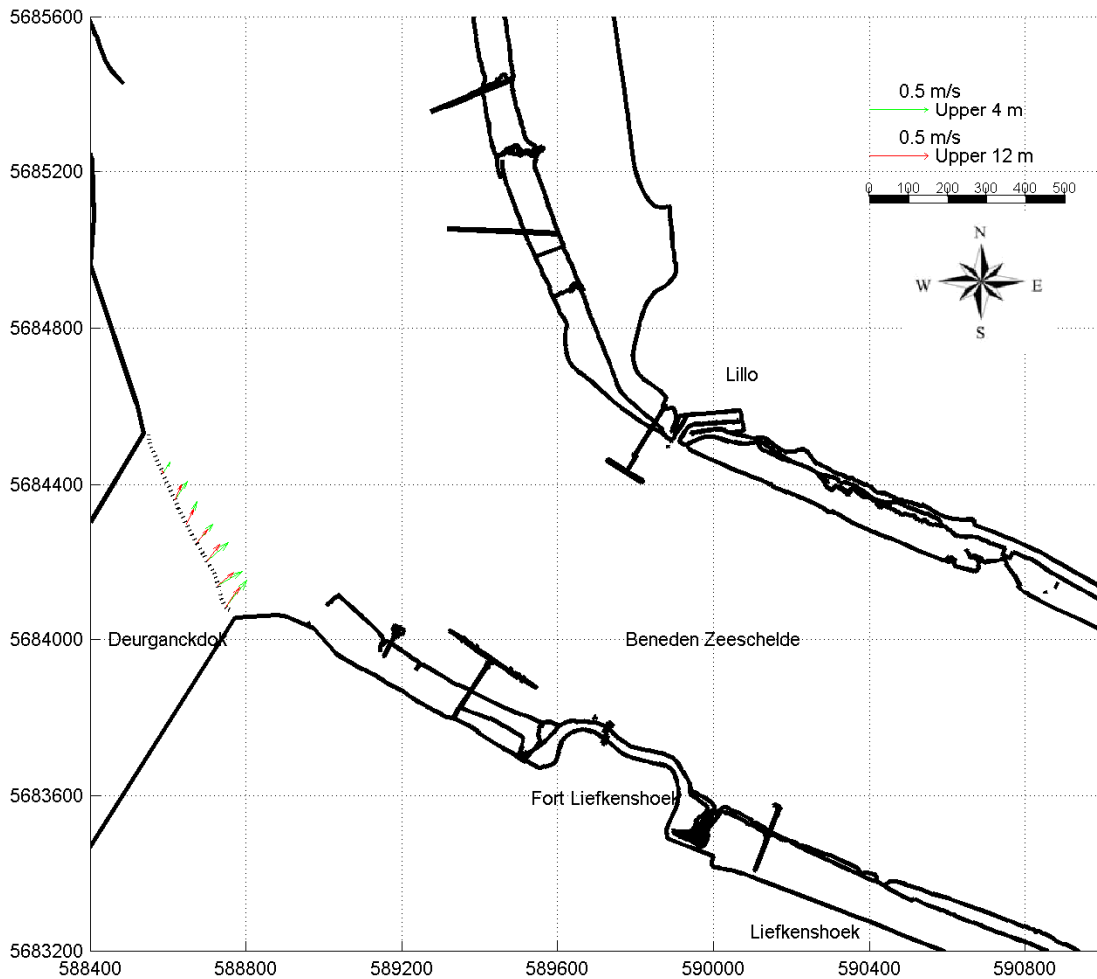 5685600
0.5 m/s
Upper 4 m
0.5 m/s
Upper 12 m
5685200
0 100 200 300 400 500
N
W E
S
5684800
Lillo
5684400
5684000
Deurganckdok
Beneden Zeeschelde
5683600
Fort Liefkenshoek
Liefkenshoek
5683200
588400 588800 589200 589600 590000 590400 590800